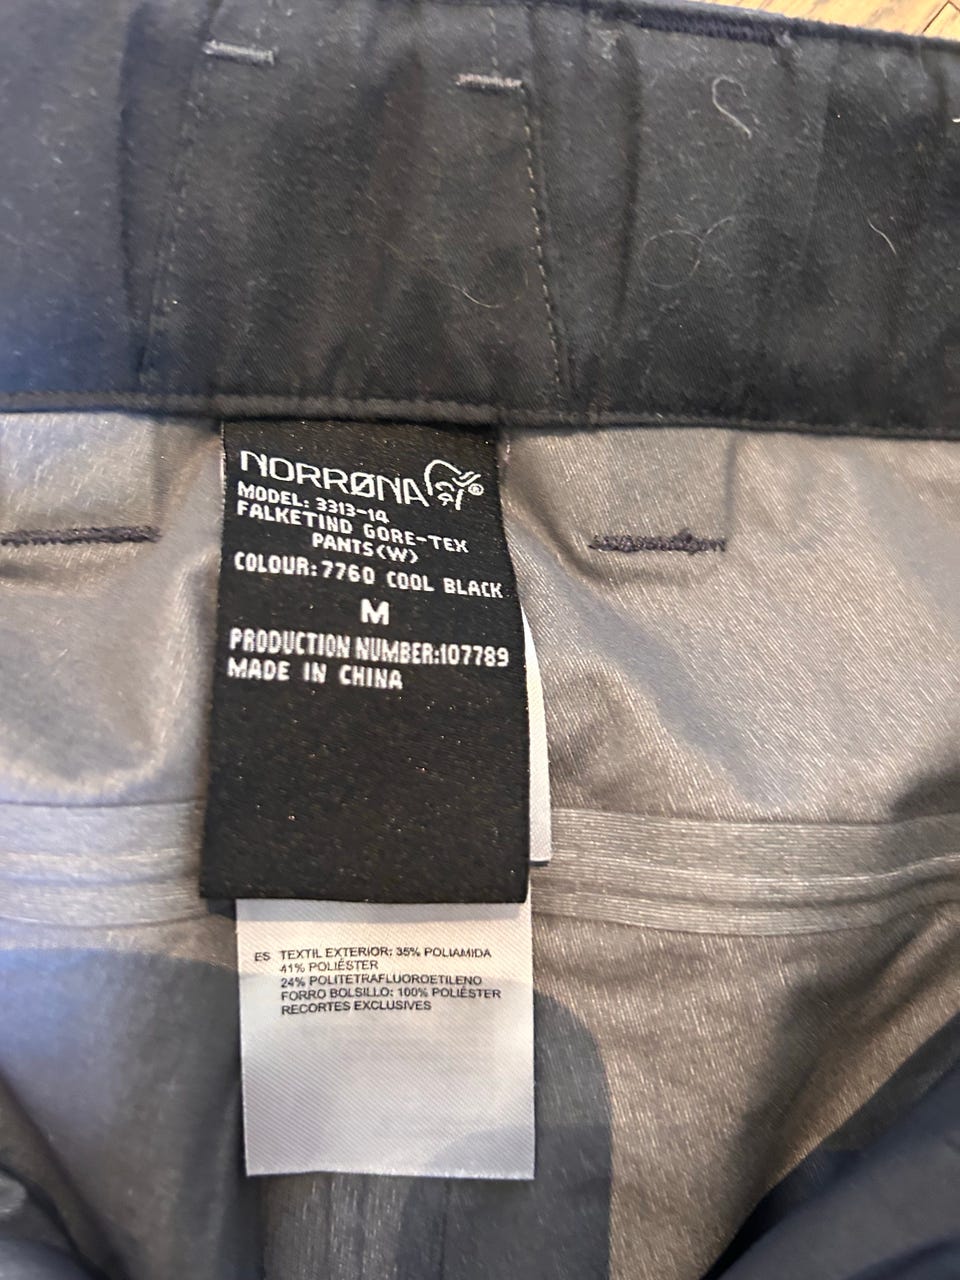 NORRØNA®
MODEL: 3313-14
FALKETIND GORE-TEX
PANTS(W)
COLOUR:7760 COOL BLACK
M
PRODUCTION NUMBER:107789
MADE IN CHINA
ES TEXTIL EXTERIOR: 35% POLIAMIDA
41% POLIÉSTER
24% POLITETRAFLUOROETILENO
FORRO BOLSILLO: 100% POLIÉSTER
RECORTES EXCLUSIVES